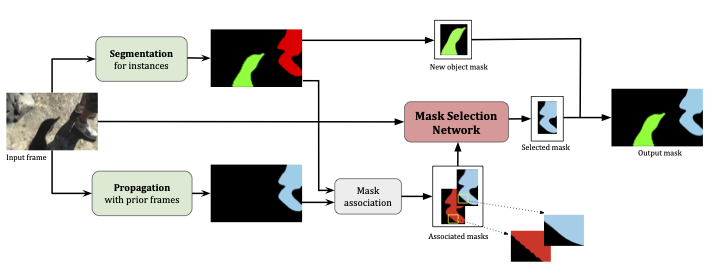 Segmentation
for instances
New object mask
Input frame
Mask Selection
Network
Selected mask
Output mask
Propagation
with prior frames
Mask
association
Associated masks